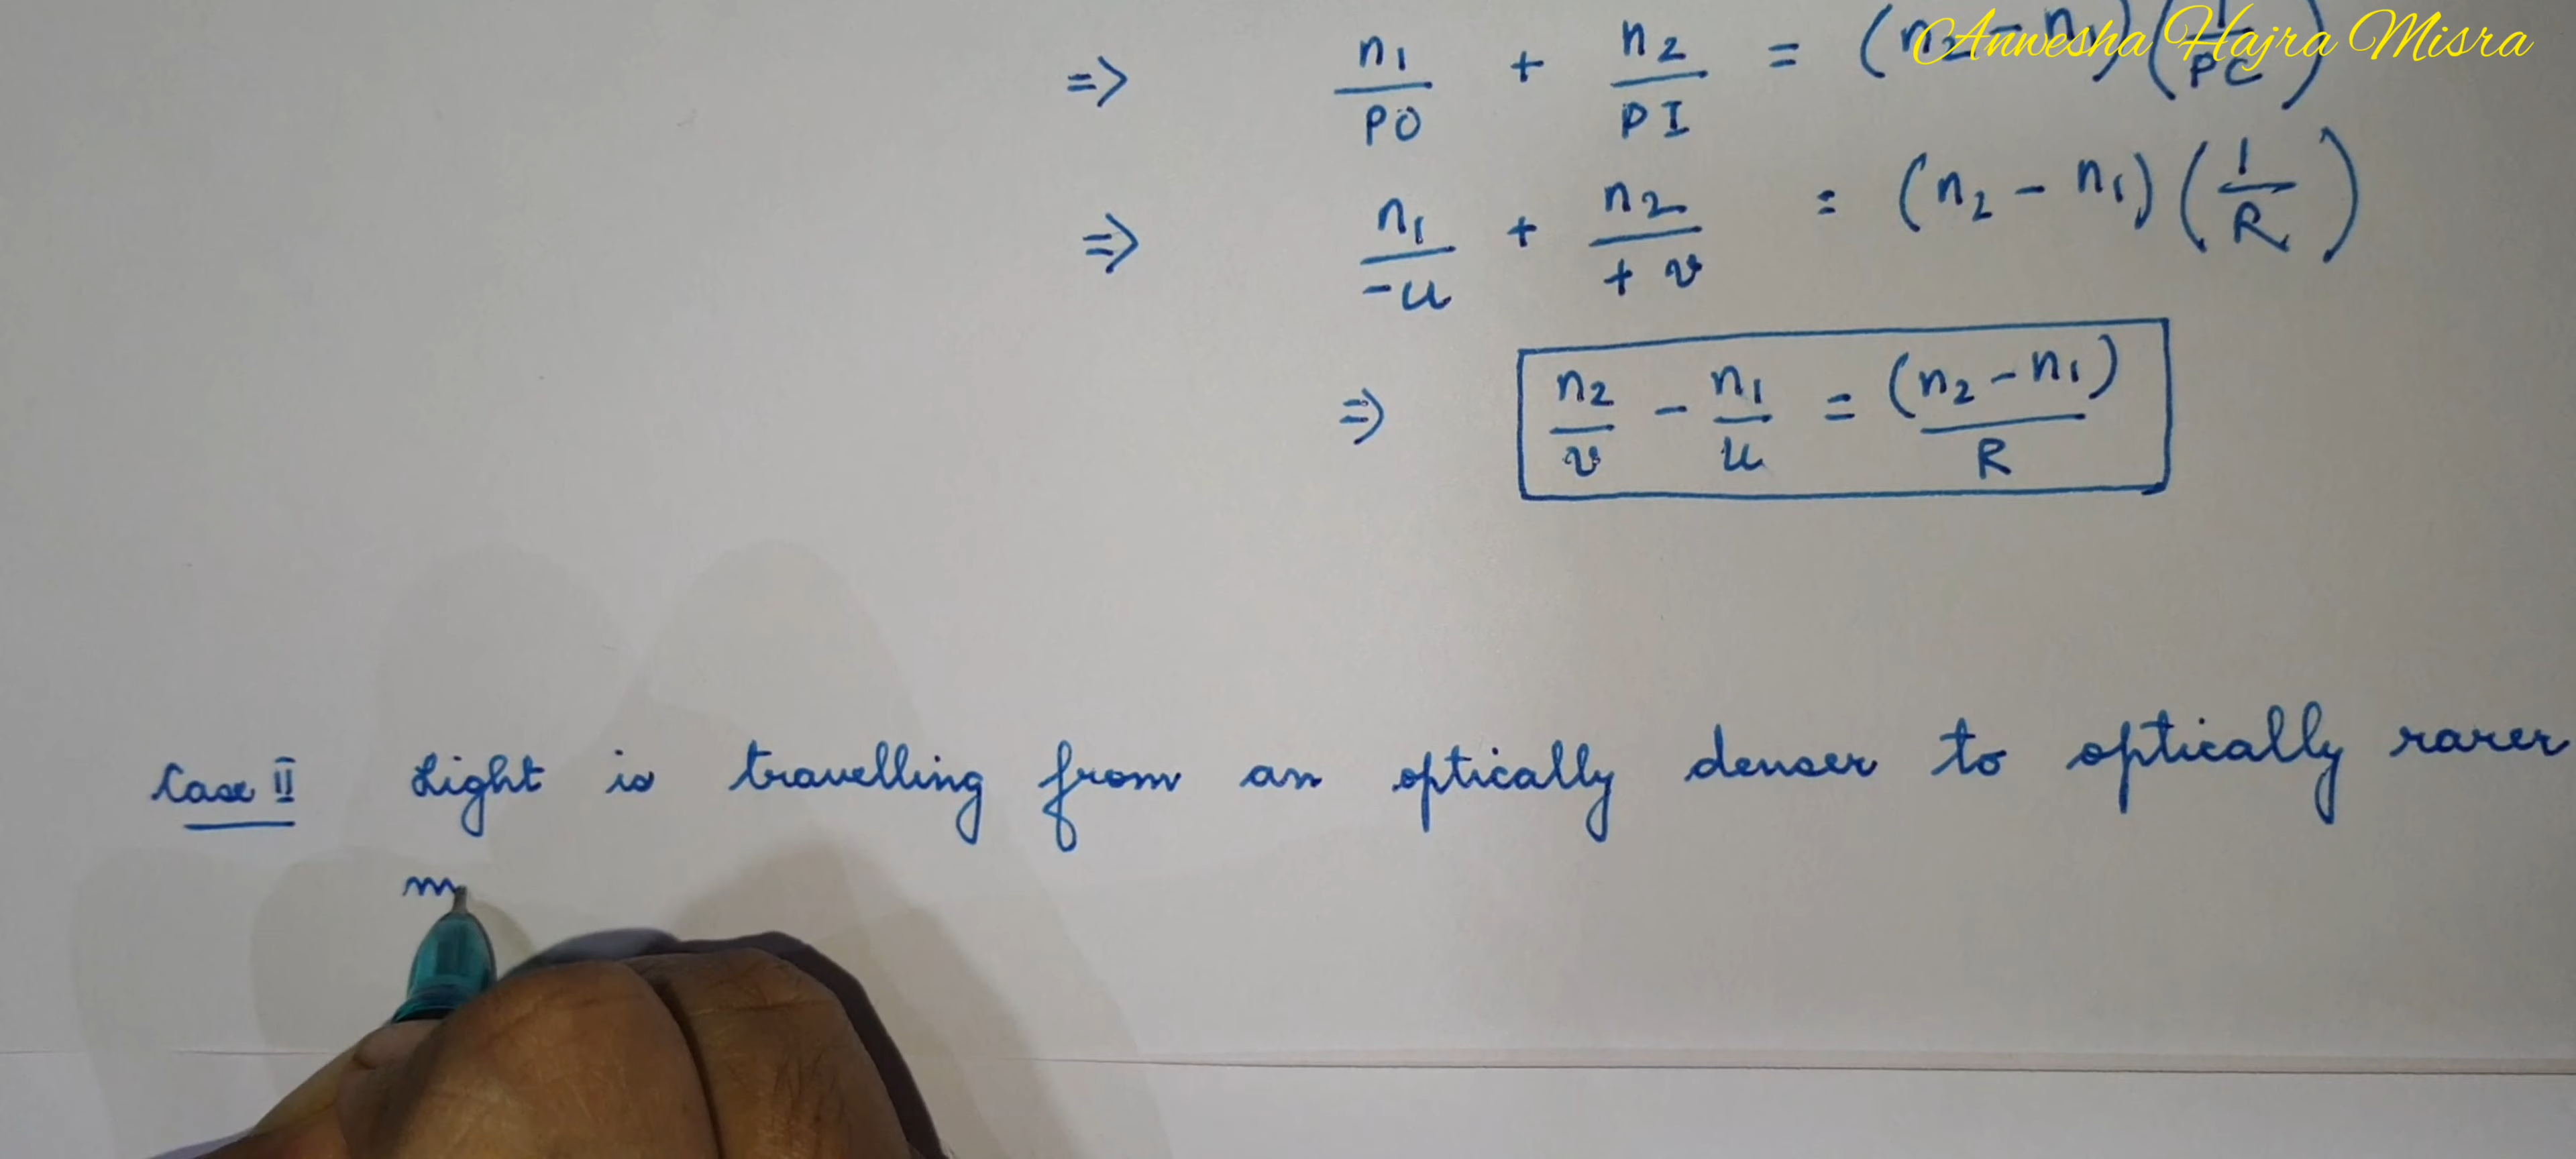 Anwesha Hajra Misra
=> n1/PO + n2/PI = (n2 - n1) (1/PC)
=> n1/-u + n2/+v = (n2 - n1) (1/R)
=> n2/v - n1/u = (n2 - n1)/R
Case II Light is travelling from an optically denser to optically rarer
m